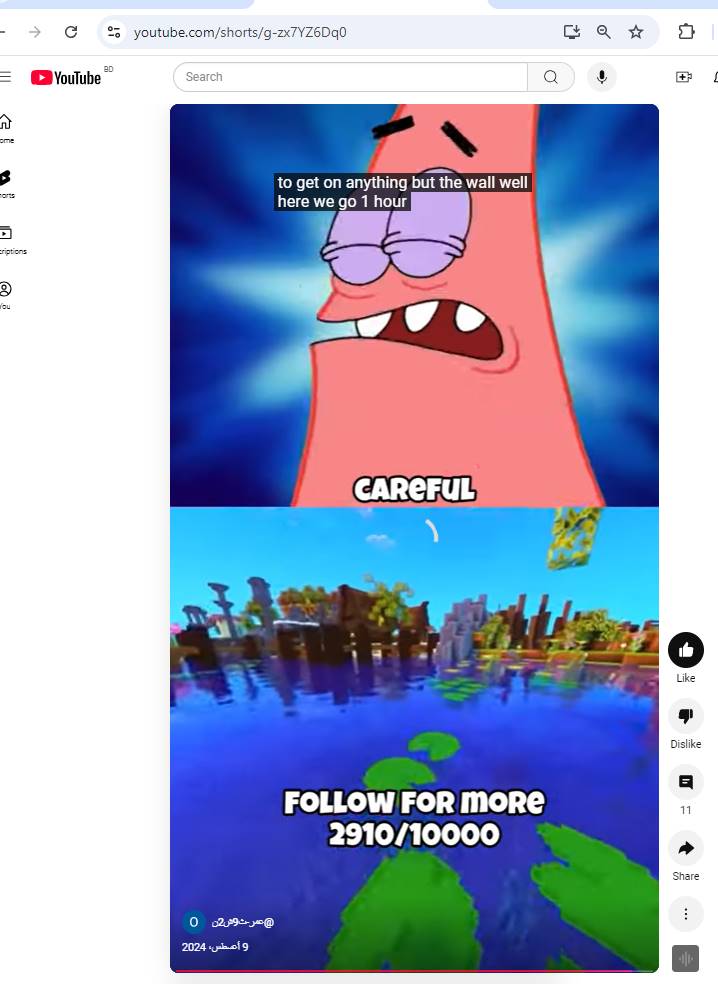 youtube.com/shorts/g-zx7YZ6Dq0
YouTube BD
Search
ome
orts
criptions
You
to get on anything but the wall well
here we go 1 hour
CAREFUL
FOLLOW FOR MORE
2910/10000
Like
Dislike
11
Share
O
9 أغسطس، 2024